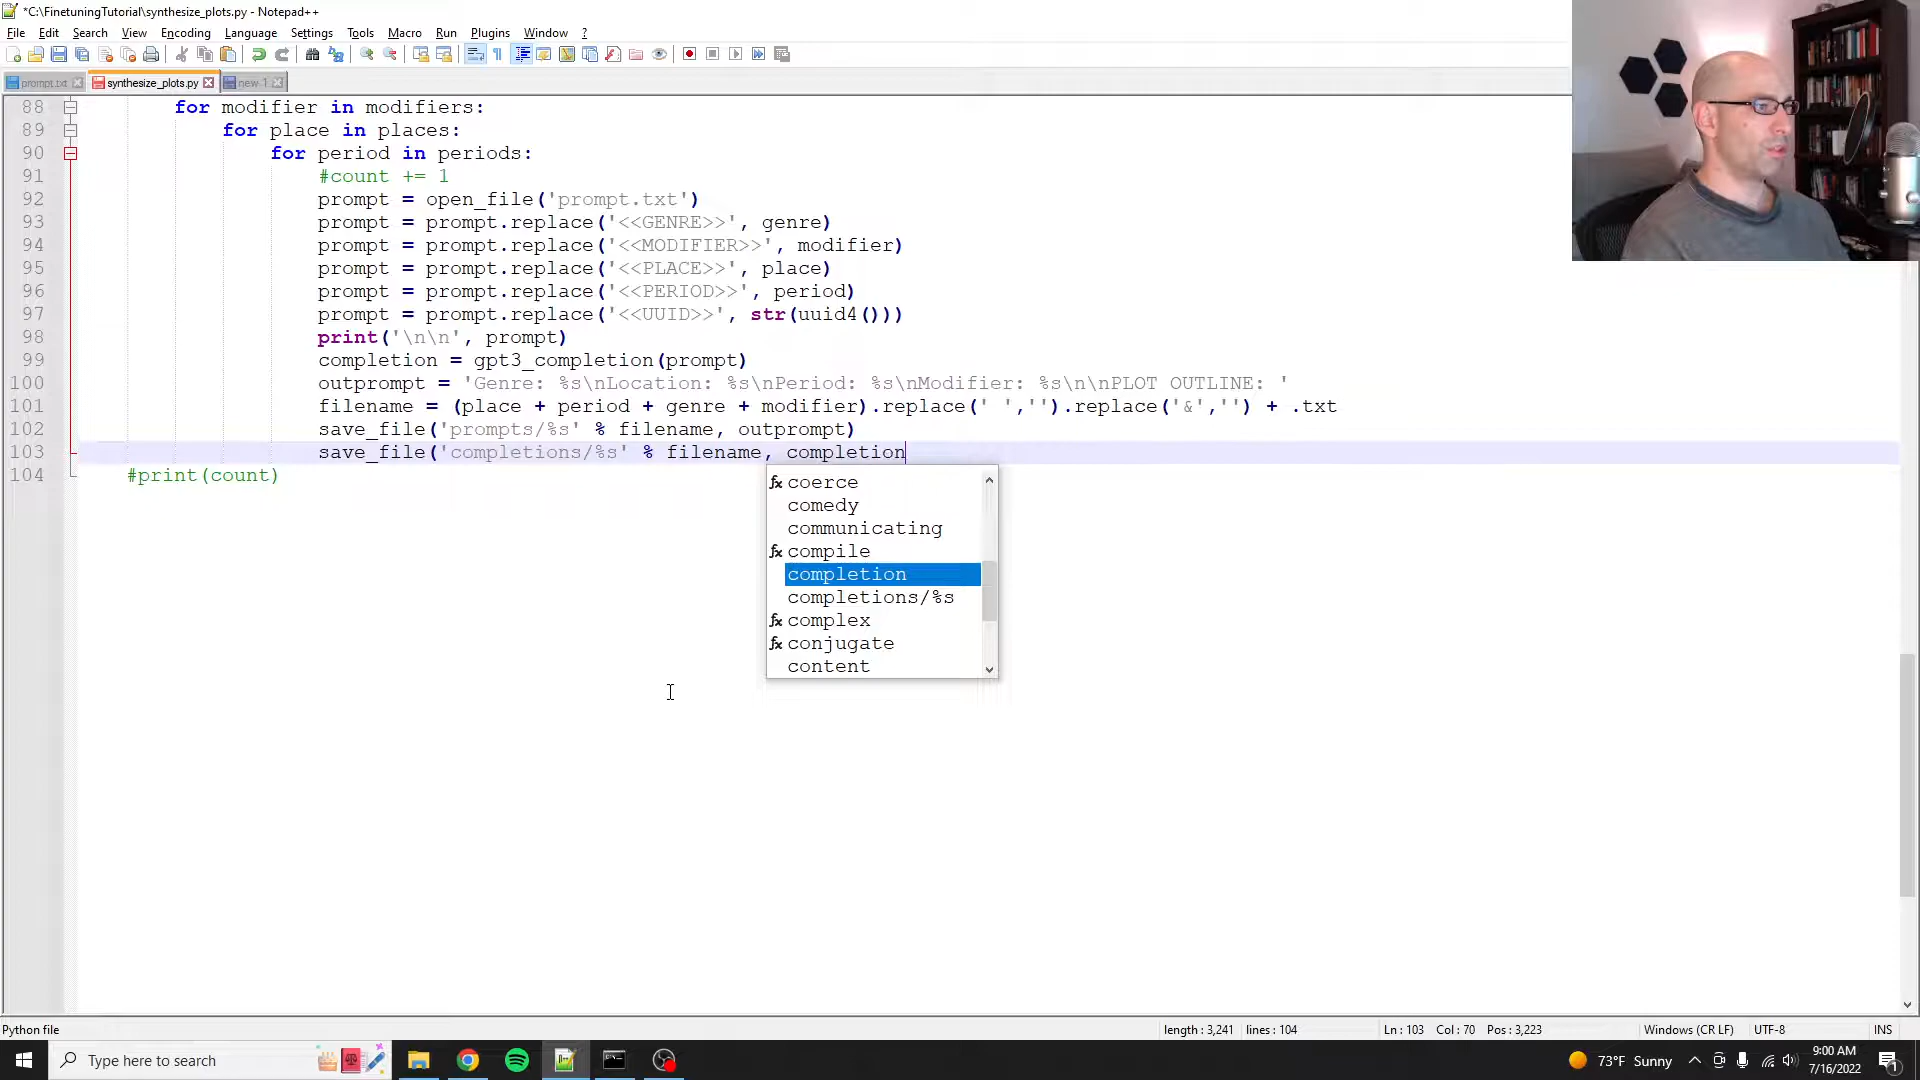 *C:\FinetuningTutorial\synthesize_plots.py - Notepad++
File Edit Search View Encoding Language Settings Tools Macro Run Plugins Window ?
prompt.txt synthesize_plots.py new 1
88 for modifier in modifiers:
89 for place in places:
90 for period in periods:
91 #count += 1
92 prompt = open_file('prompt.txt')
93 prompt = prompt.replace('<<GENRE>>', genre)
94 prompt = prompt.replace('<<MODIFIER>>', modifier)
95 prompt = prompt.replace('<<PLACE>>', place)
96 prompt = prompt.replace('<<PERIOD>>', period)
97 prompt = prompt.replace('<<UUID>>', str(uuid4()))
98 print('\n\n', prompt)
99 completion = gpt3_completion(prompt)
100 outprompt = 'Genre: %s\nLocation: %s\nPeriod: %s\nModifier: %s\n\nPLOT OUTLINE: '
101 filename = (place + period + genre + modifier).replace(' ','').replace('&','') + .txt
102 save_file('prompts/%s' % filename, outprompt)
103 save_file('completions/%s' % filename, completion
104 #print(count)
fx coerce
comedy
communicating
fx compile
completion
completions/%s
fx complex
fx conjugate
content
Python file length : 3,241 lines : 104 Ln : 103 Col : 70 Pos : 3,223 Windows (CR LF) UTF-8 INS
Type here to search 73°F Sunny 9:00 AM
7/16/2022 1